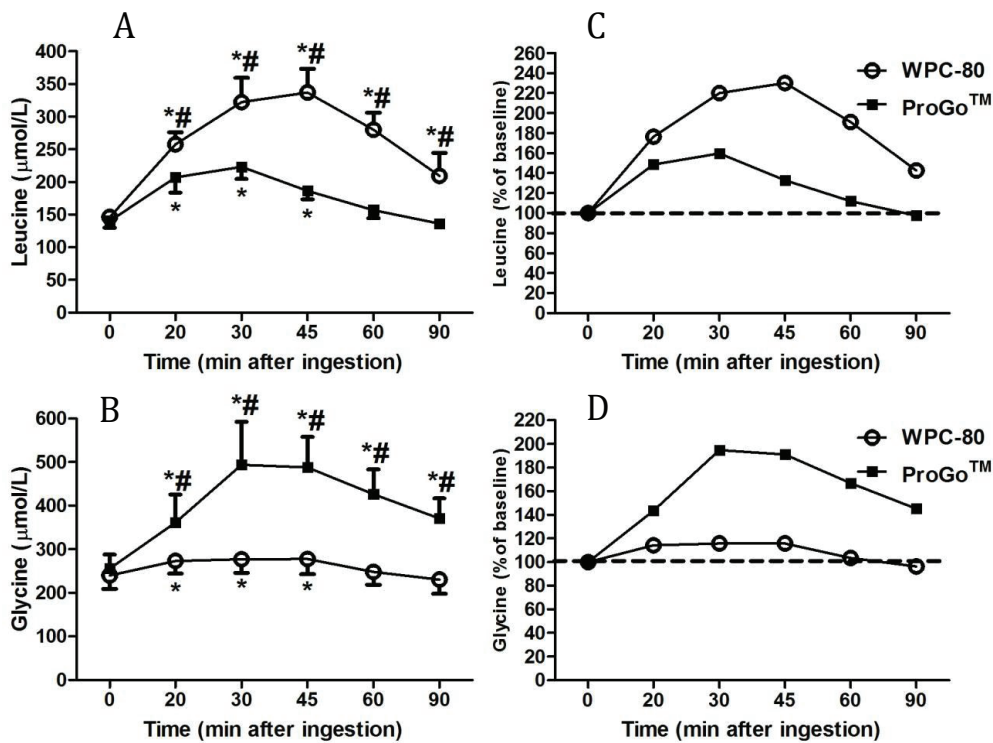 A
Leucine (μmol/L)
400
350
300
250
200
150
100
50
0
*#
*#
*#
*#
*#
*
*
*
0 20 30 45 60 90
Time (min after ingestion)
C
Leucine (% of baseline)
260
240
220
200
180
160
140
120
100
80
60
40
20
0
WPC-80
ProGo™
0 20 30 45 60 90
Time (min after ingestion)
B
Glycine (μmol/L)
600
500
400
300
200
100
0
*#
*#
*#
*#
*#
*
*
*
0 20 30 45 60 90
Time (min after ingestion)
D
Glycine (% of baseline)
220
200
180
160
140
120
100
80
60
40
20
0
WPC-80
ProGo™
0 20 30 45 60 90
Time (min after ingestion)